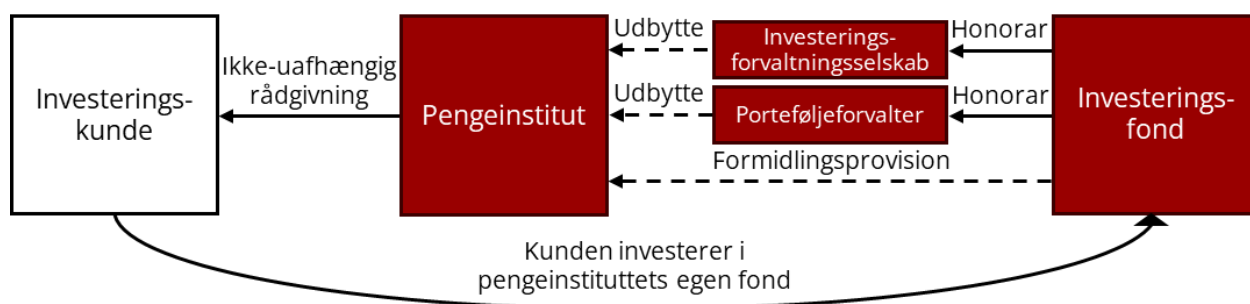 Investerings-
kunde
Ikke-uafhængig
rådgivning
Pengeinstitut
Udbytte
Investerings-
forvaltningsselskab
Honorar
Udbytte
Porteføljeforvalter
Honorar
Formidlingsprovision
Investerings-
fond
Kunden investerer i
pengeinstituttets egen fond